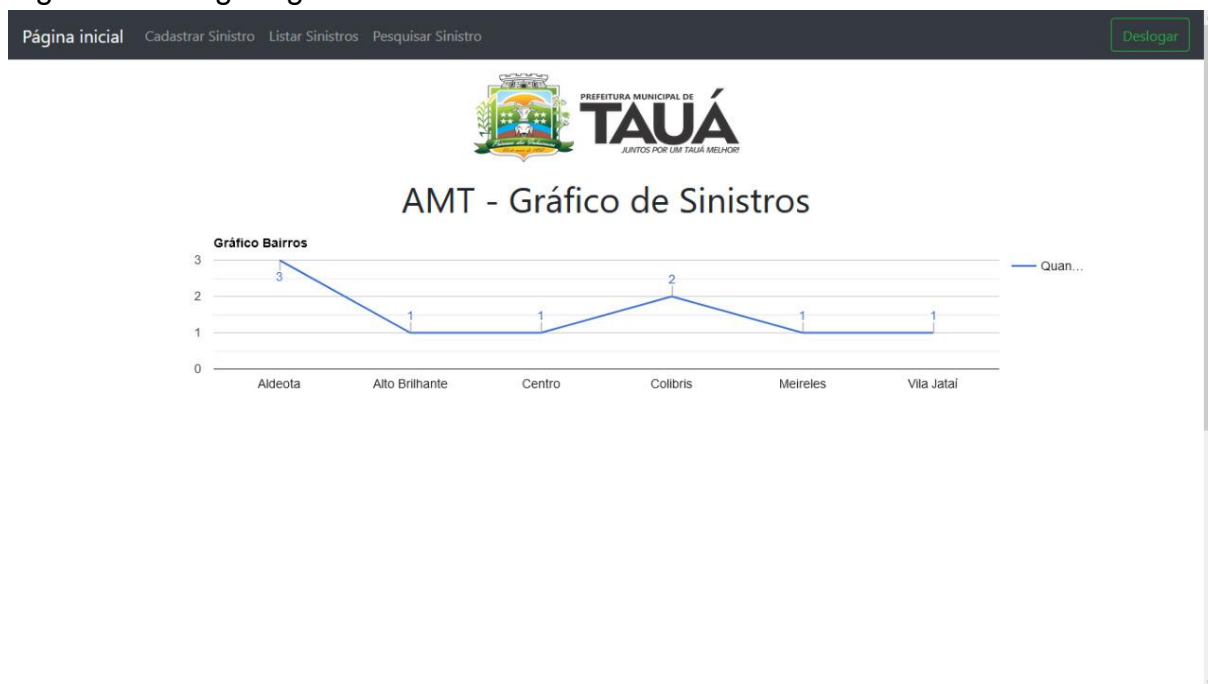 Página inicial Cadastrar Sinistro Listar Sinistros Pesquisar Sinistro Deslogar
PREFEITURA MUNICIPAL DE
TAUÁ
JUNTOS POR UM TAUÁ MELHOR!
AMT - Gráfico de Sinistros
Gráfico Bairros
3
2
1
0
3
1
1
2
1
1
Quan...
Aldeota Alto Brilhante Centro Colibris Meireles Vila Jataí